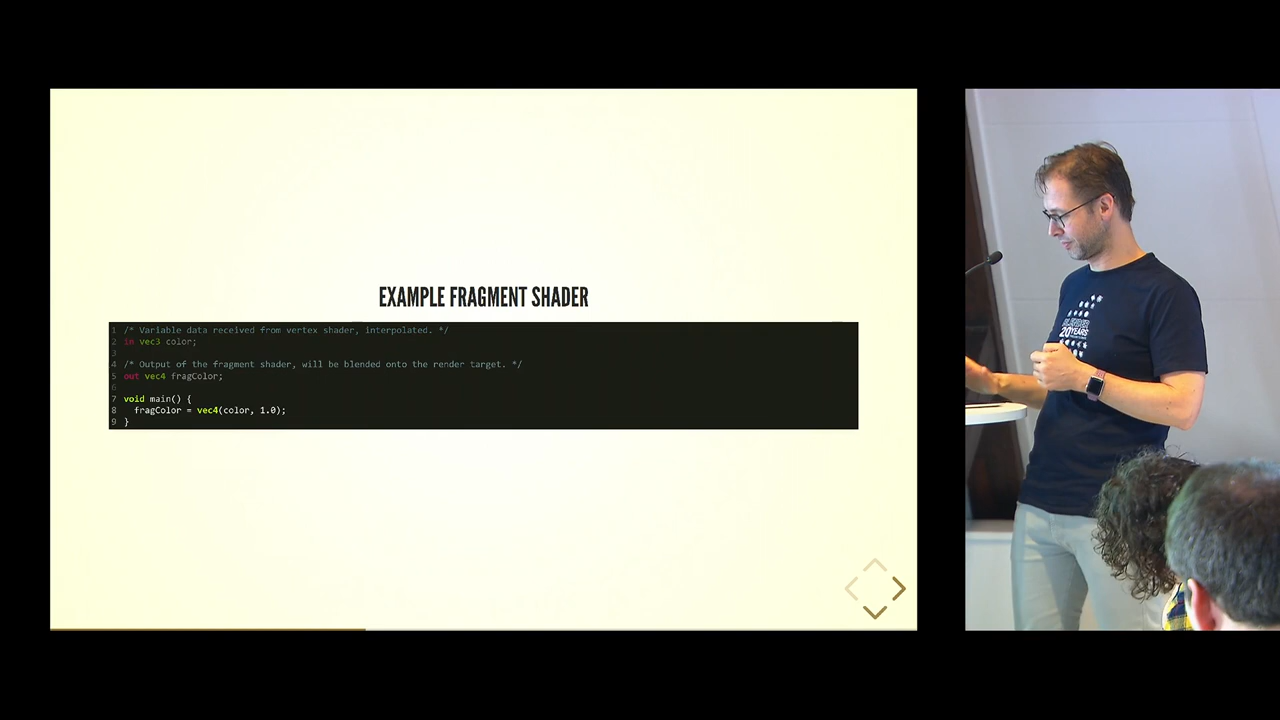 EXAMPLE FRAGMENT SHADER
1 /* Variable data received from vertex shader, interpolated. */
2 in vec3 color;
3
4 /* Output of the fragment shader, will be blended onto the render target. */
5 out vec4 fragColor;
6
7 void main() {
8 fragColor = vec4(color, 1.0);
9 }
BLENDER
20YEARS